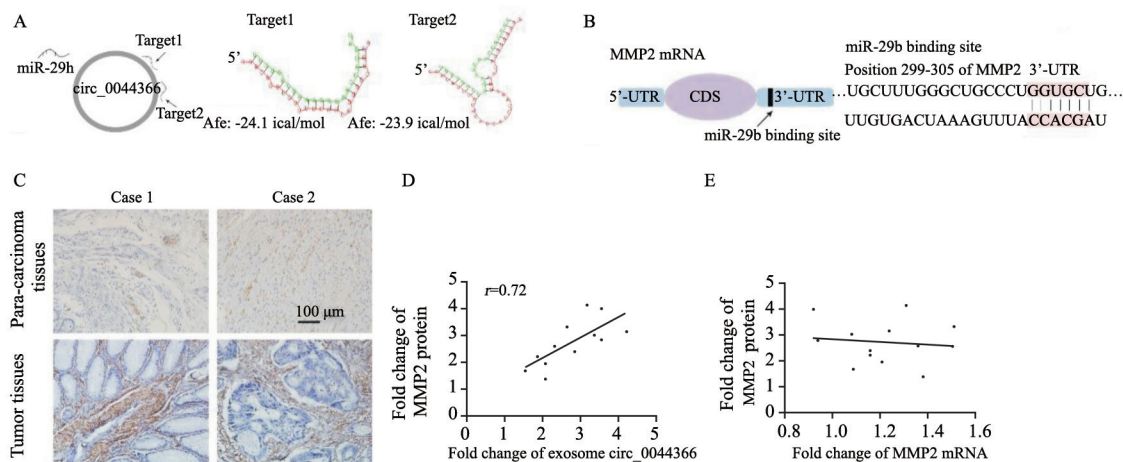 A
miR-29h
circ_0044366
Target1
Target2
Target1
5’
Afe: -24.1 ical/mol
Target2
5’
Afe: -23.9 ical/mol
B
MMP2 mRNA
5’-UTR
CDS
3’-UTR
miR-29b binding site
miR-29b binding site
Position 299-305 of MMP2 3’-UTR
…UGCUUUGGGCUGCCCUGGUGCUG…
UUGUGACUAAAGUUUACCACGAU
C
Case 1
Case 2
Para-carcinoma
tissues
100 μm
Tumor tissues
D
r=0.72
Fold change of
MMP2 protein
5
4
3
2
1
0
0 1 2 3 4 5
Fold change of exosome circ_0044366
E
Fold change of
MMP2 protein
5
4
3
2
1
0
0.8 1.0 1.2 1.4 1.6
Fold change of MMP2 mRNA